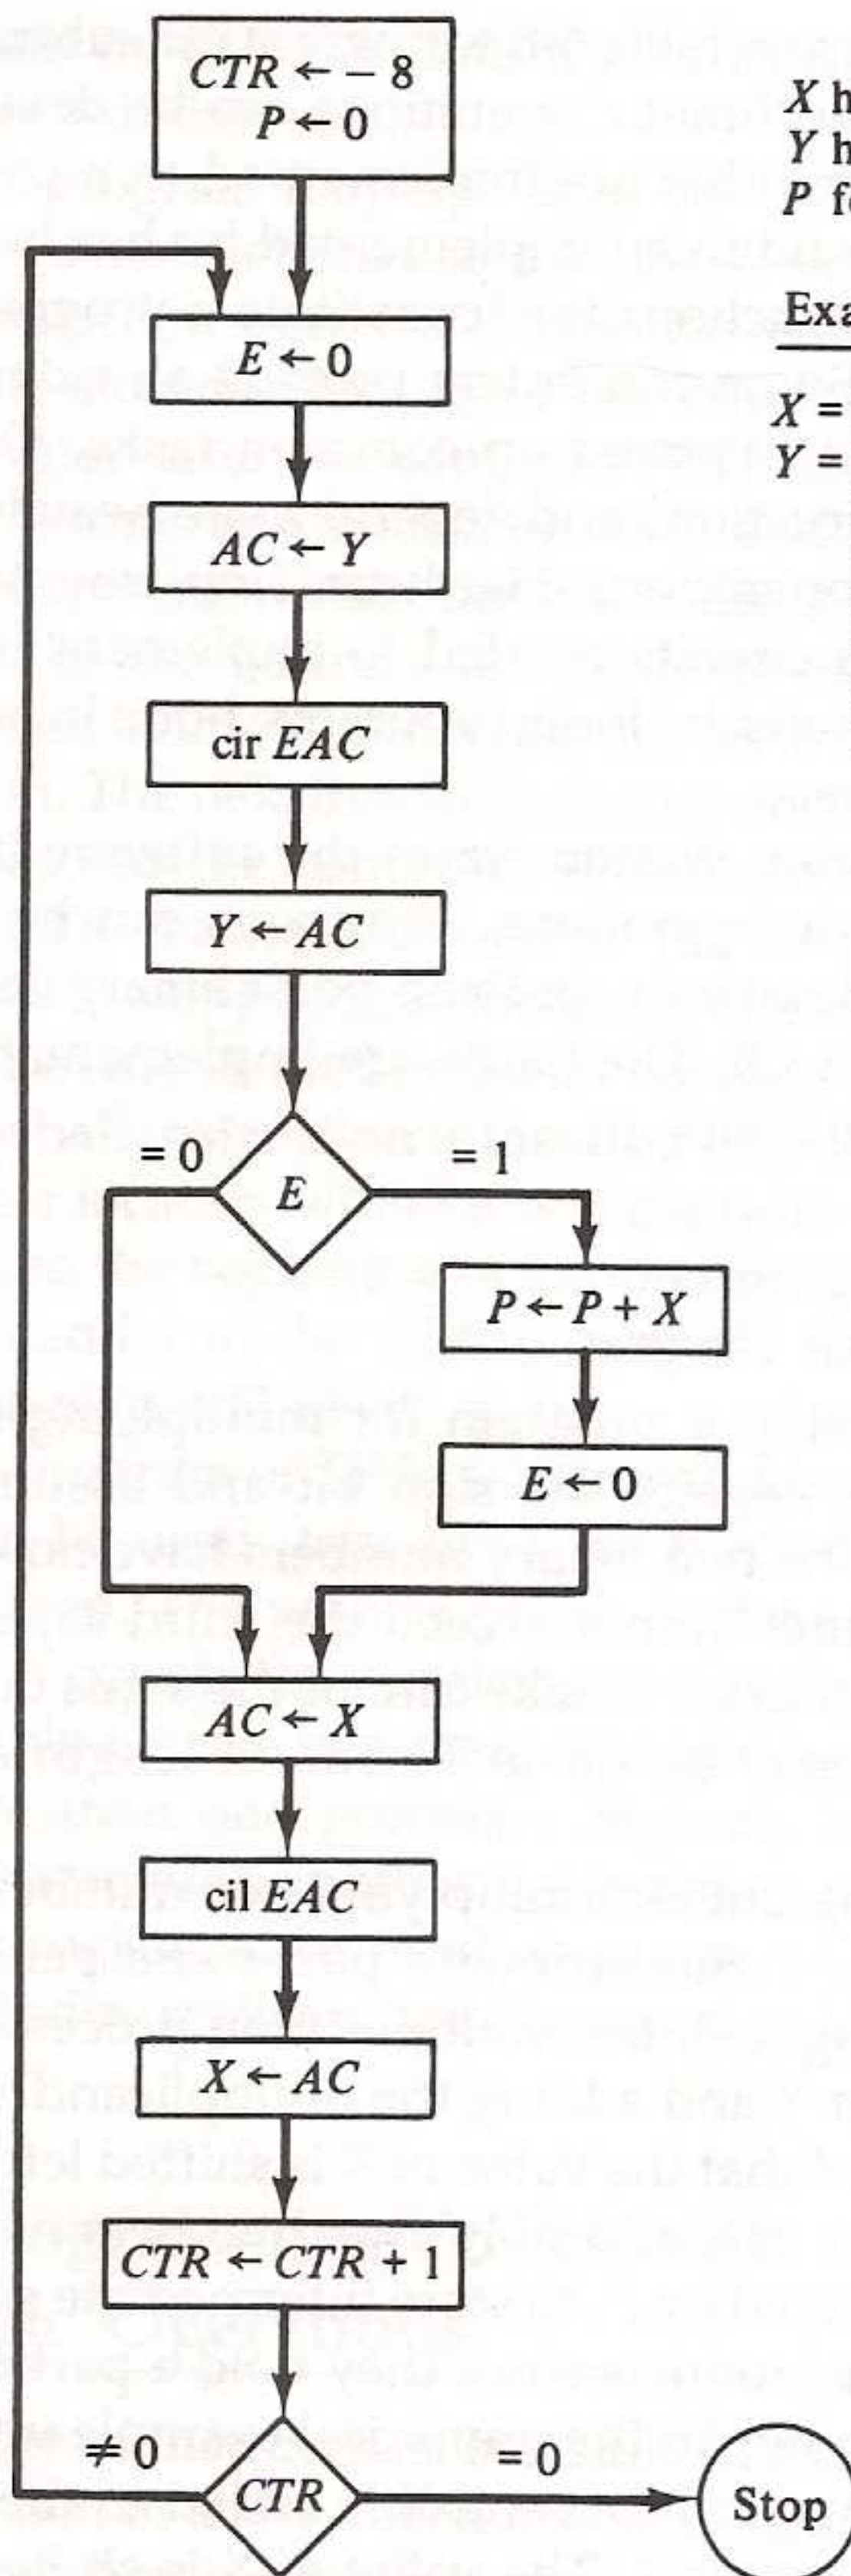 CTR ← – 8
P ← 0
X
Y
P
E ← 0
X =
Y =
AC ← Y
cir EAC
Y ← AC
= 0
= 1
E
P ← P + X
E ← 0
AC ← X
cil EAC
X ← AC
CTR ← CTR + 1
≠ 0
= 0
CTR
Stop